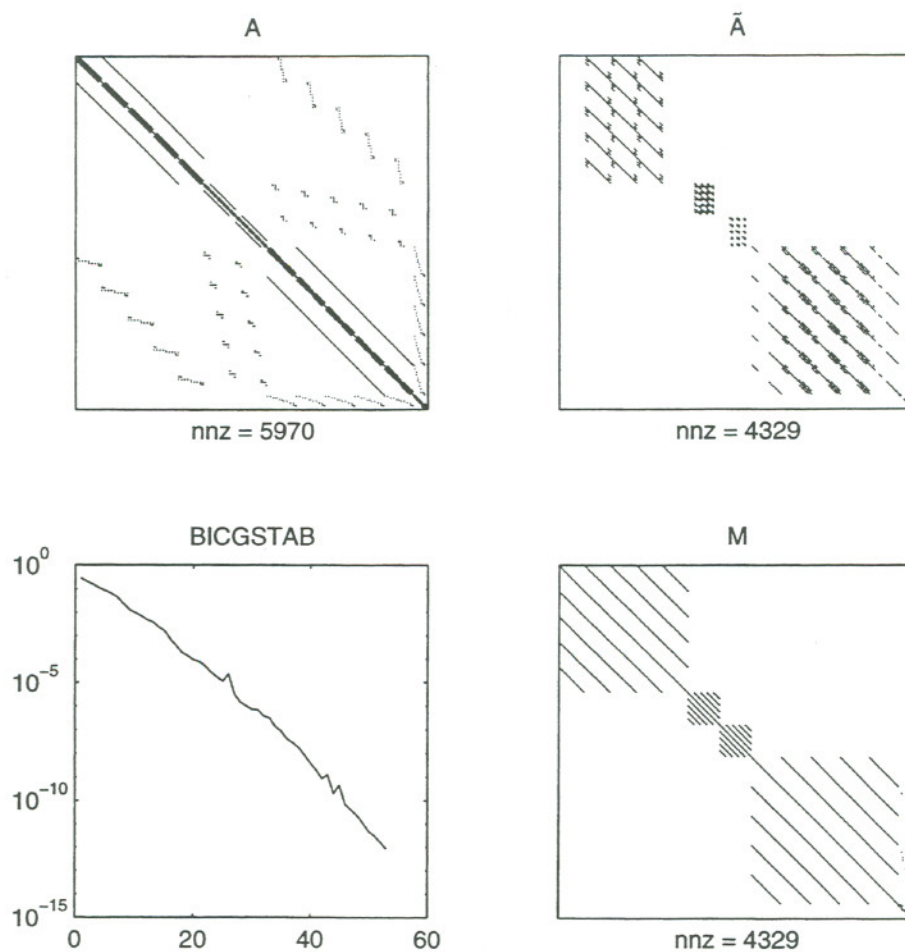 A
Ã
nnz = 5970
nnz = 4329
BICGSTAB
M
10^0
10^-5
10^-10
10^-15
0
20
40
60
nnz = 4329